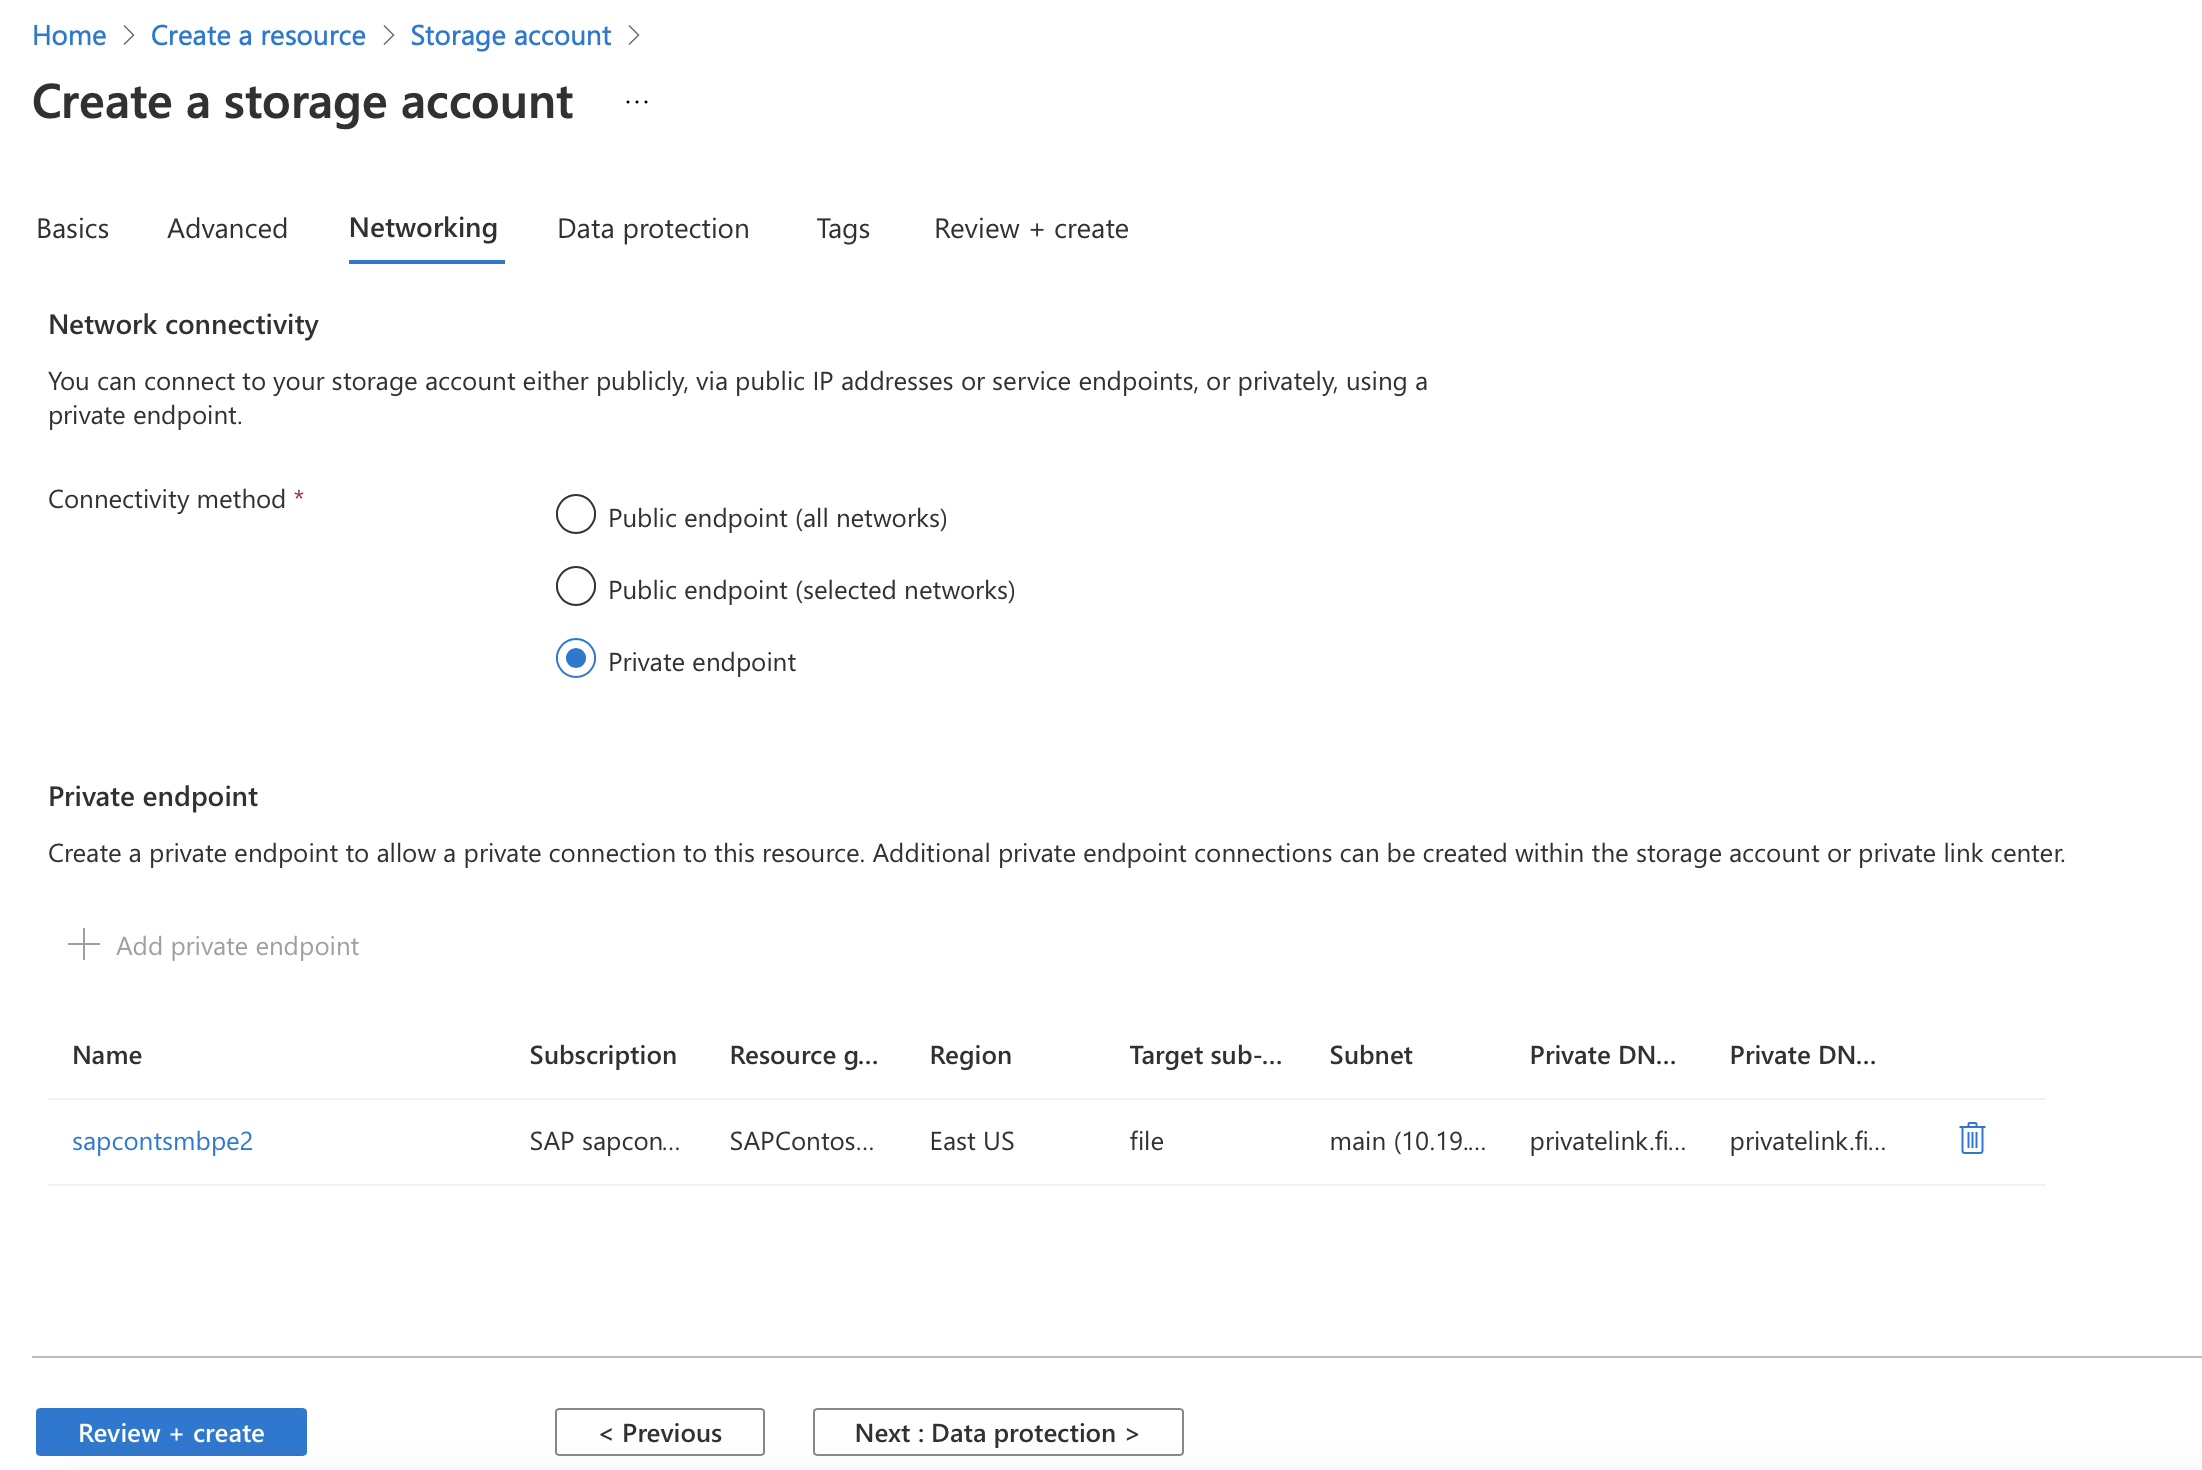 Home > Create a resource > Storage account >
Create a storage account ...
Basics Advanced Networking Data protection Tags Review + create
Network connectivity
You can connect to your storage account either publicly, via public IP addresses or service endpoints, or privately, using a
private endpoint.
Connectivity method *
Public endpoint (all networks)
Public endpoint (selected networks)
Private endpoint
Private endpoint
Create a private endpoint to allow a private connection to this resource. Additional private endpoint connections can be created within the storage account or private link center.
+ Add private endpoint
Name Subscription Resource g... Region Target sub-... Subnet Private DN... Private DN...
sapcontsmbpe2 SAP sapcon... SAPContos... East US file main (10.19.... privatelink.fi... privatelink.fi...
Review + create < Previous Next : Data protection >